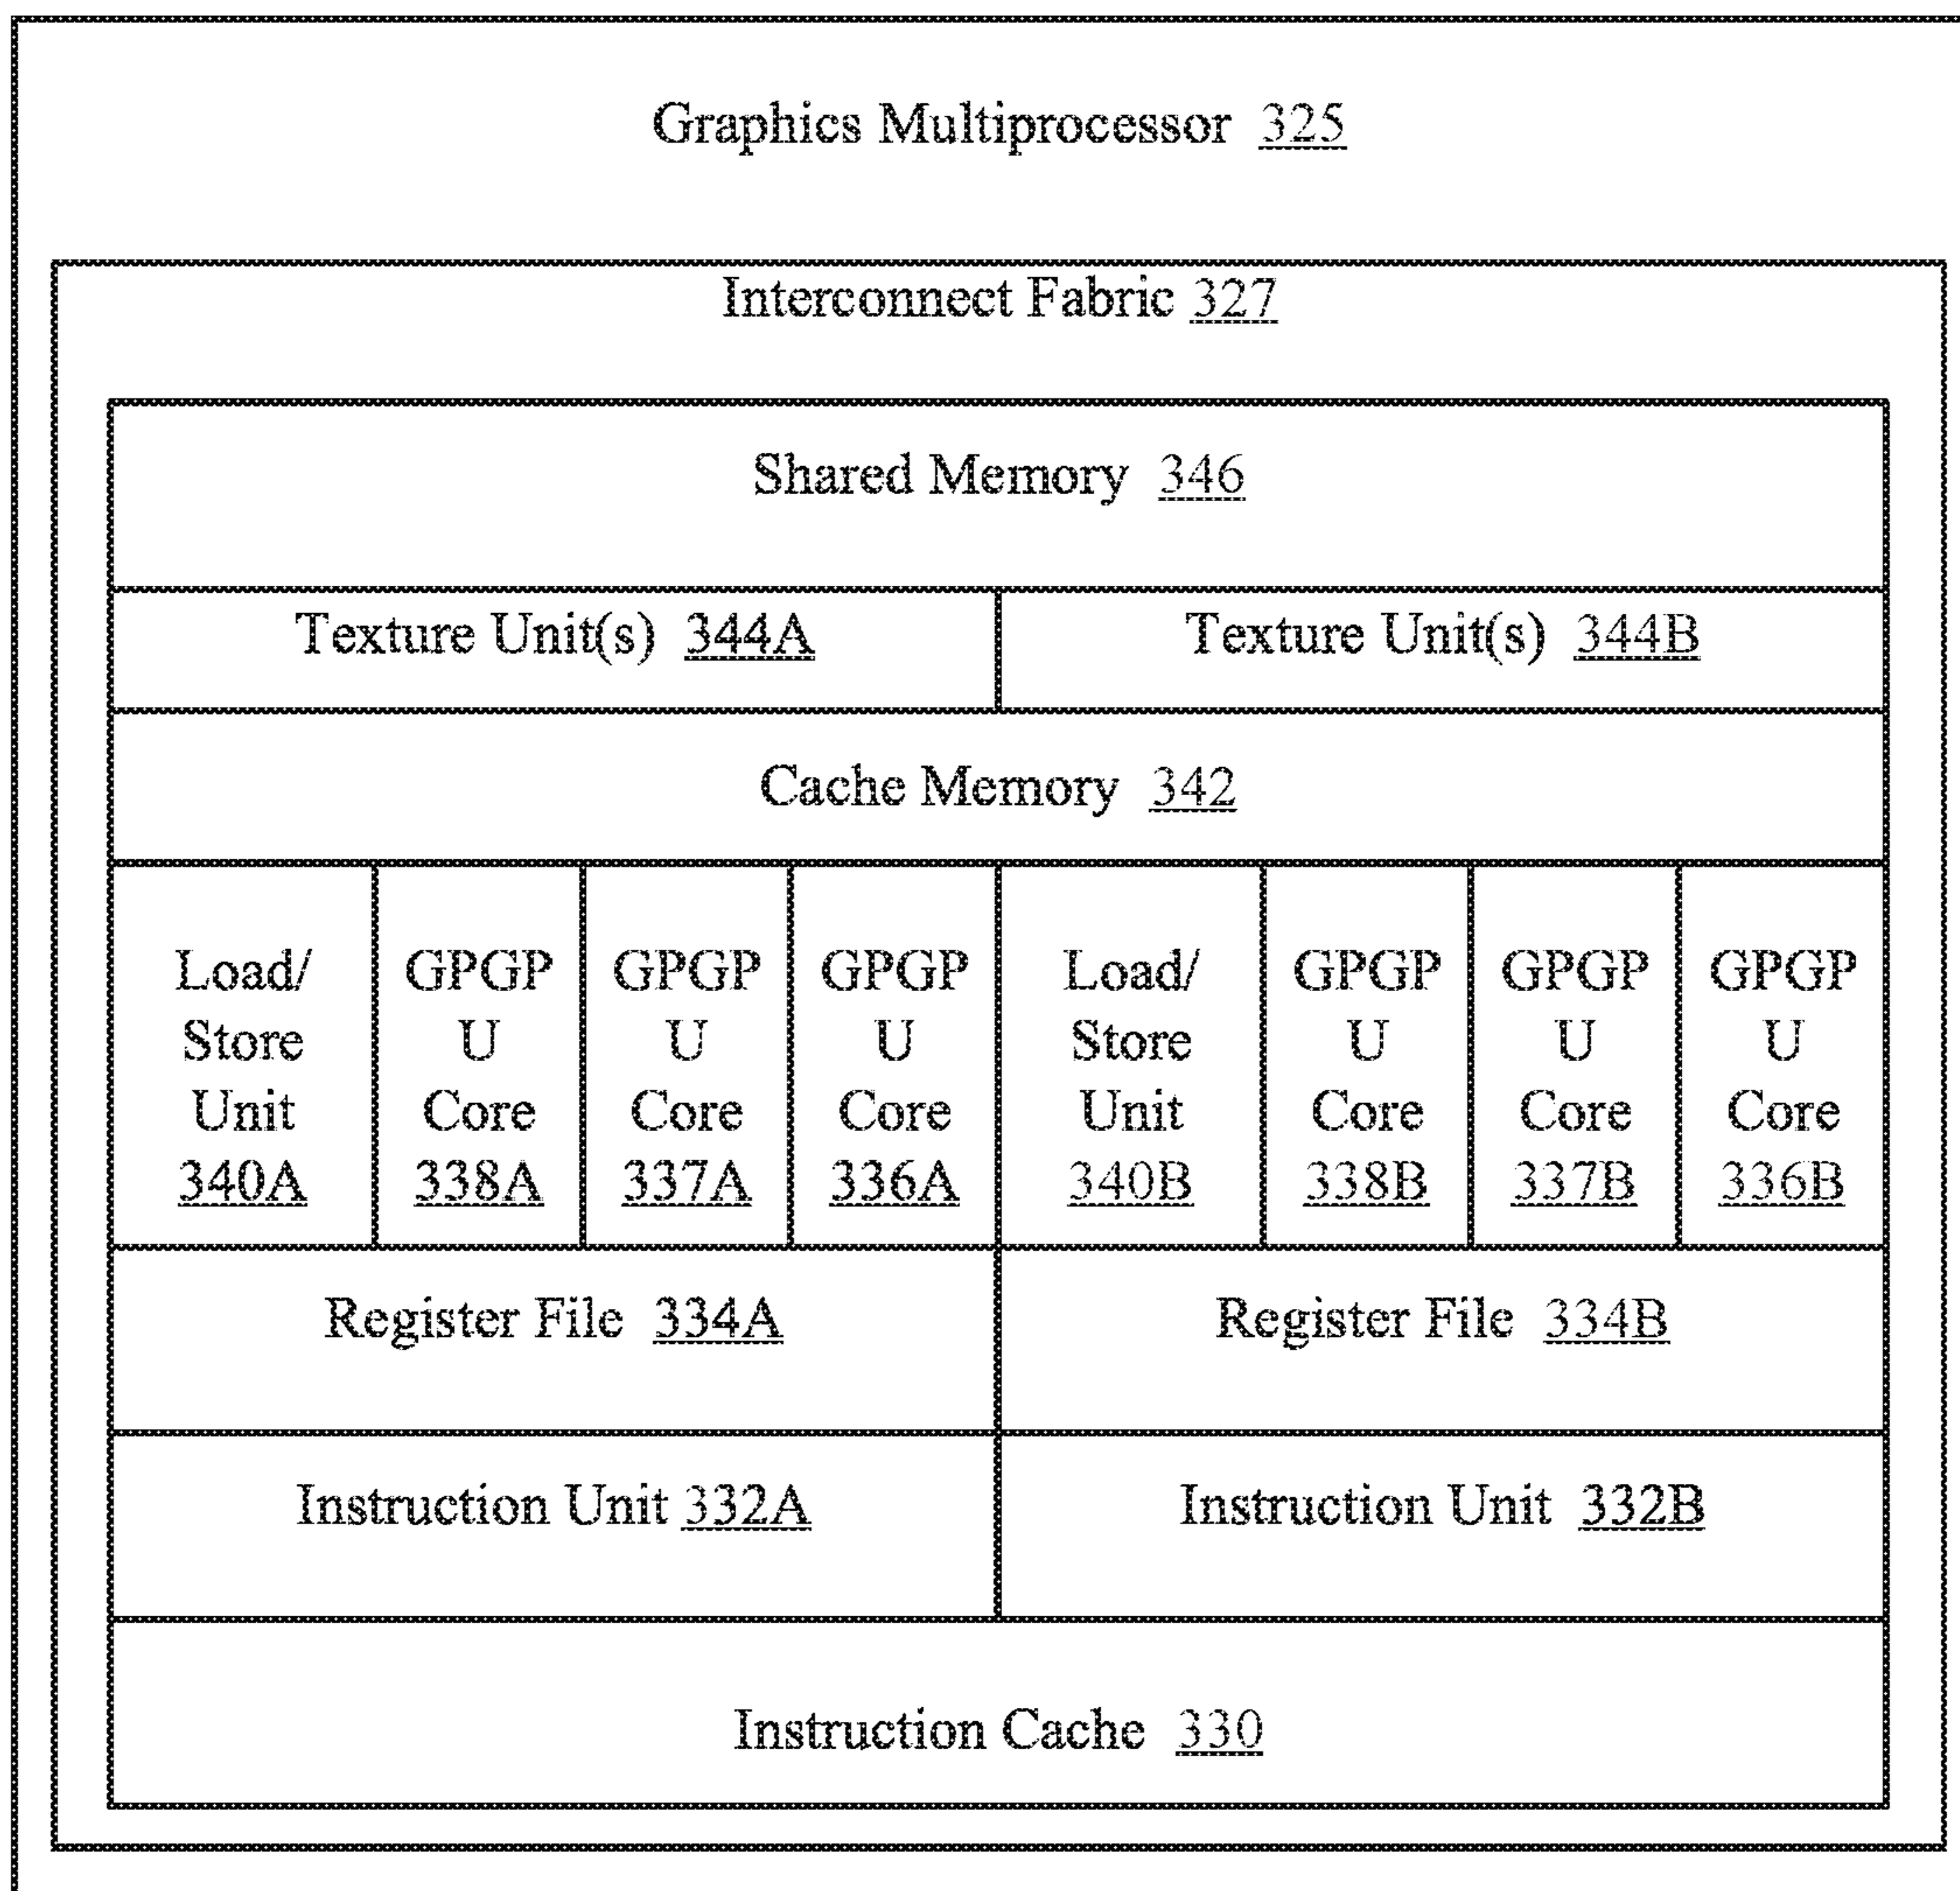 Graphics Multiprocessor 325
Interconnect Fabric 327
Shared Memory 346
Texture Unit(s) 344A
Texture Unit(s) 344B
Cache Memory 342
Load/
Store
Unit
340A
GPGP
U
Core
338A
GPGP
U
Core
337A
GPGP
U
Core
336A
Load/
Store
Unit
340B
GPGP
U
Core
338B
GPGP
U
Core
337B
GPGP
U
Core
336B
Register File 334A
Register File 334B
Instruction Unit 332A
Instruction Unit 332B
Instruction Cache 330